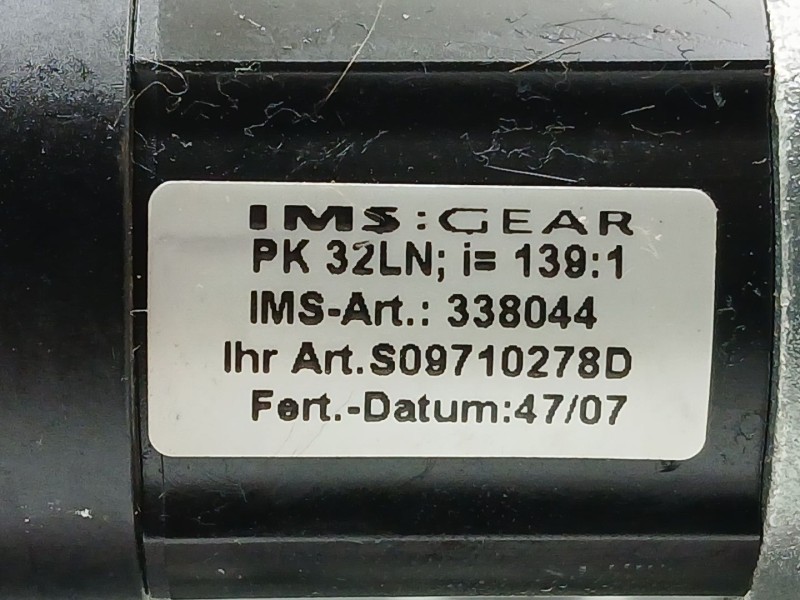 IMS:GEAR
PK 32LN; i= 139:1
IMS-Art.: 338044
Ihr Art.S09710278D
Fert.-Datum:47/07